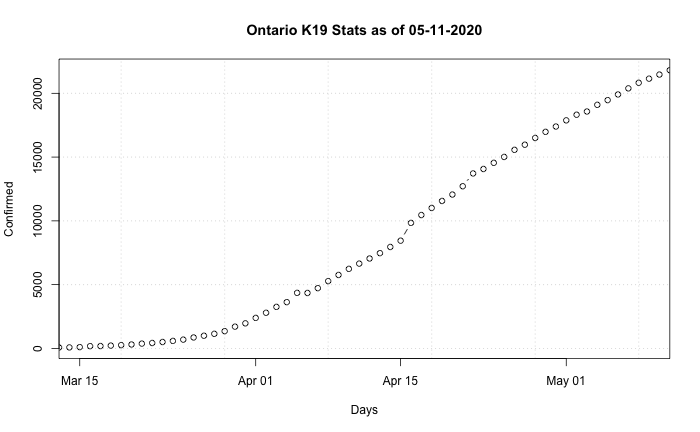 Ontario K19 Stats as of 05-11-2020
Confirmed
20000
15000
10000
5000
0
Mar 15 Apr 01 Apr 15 May 01
Days